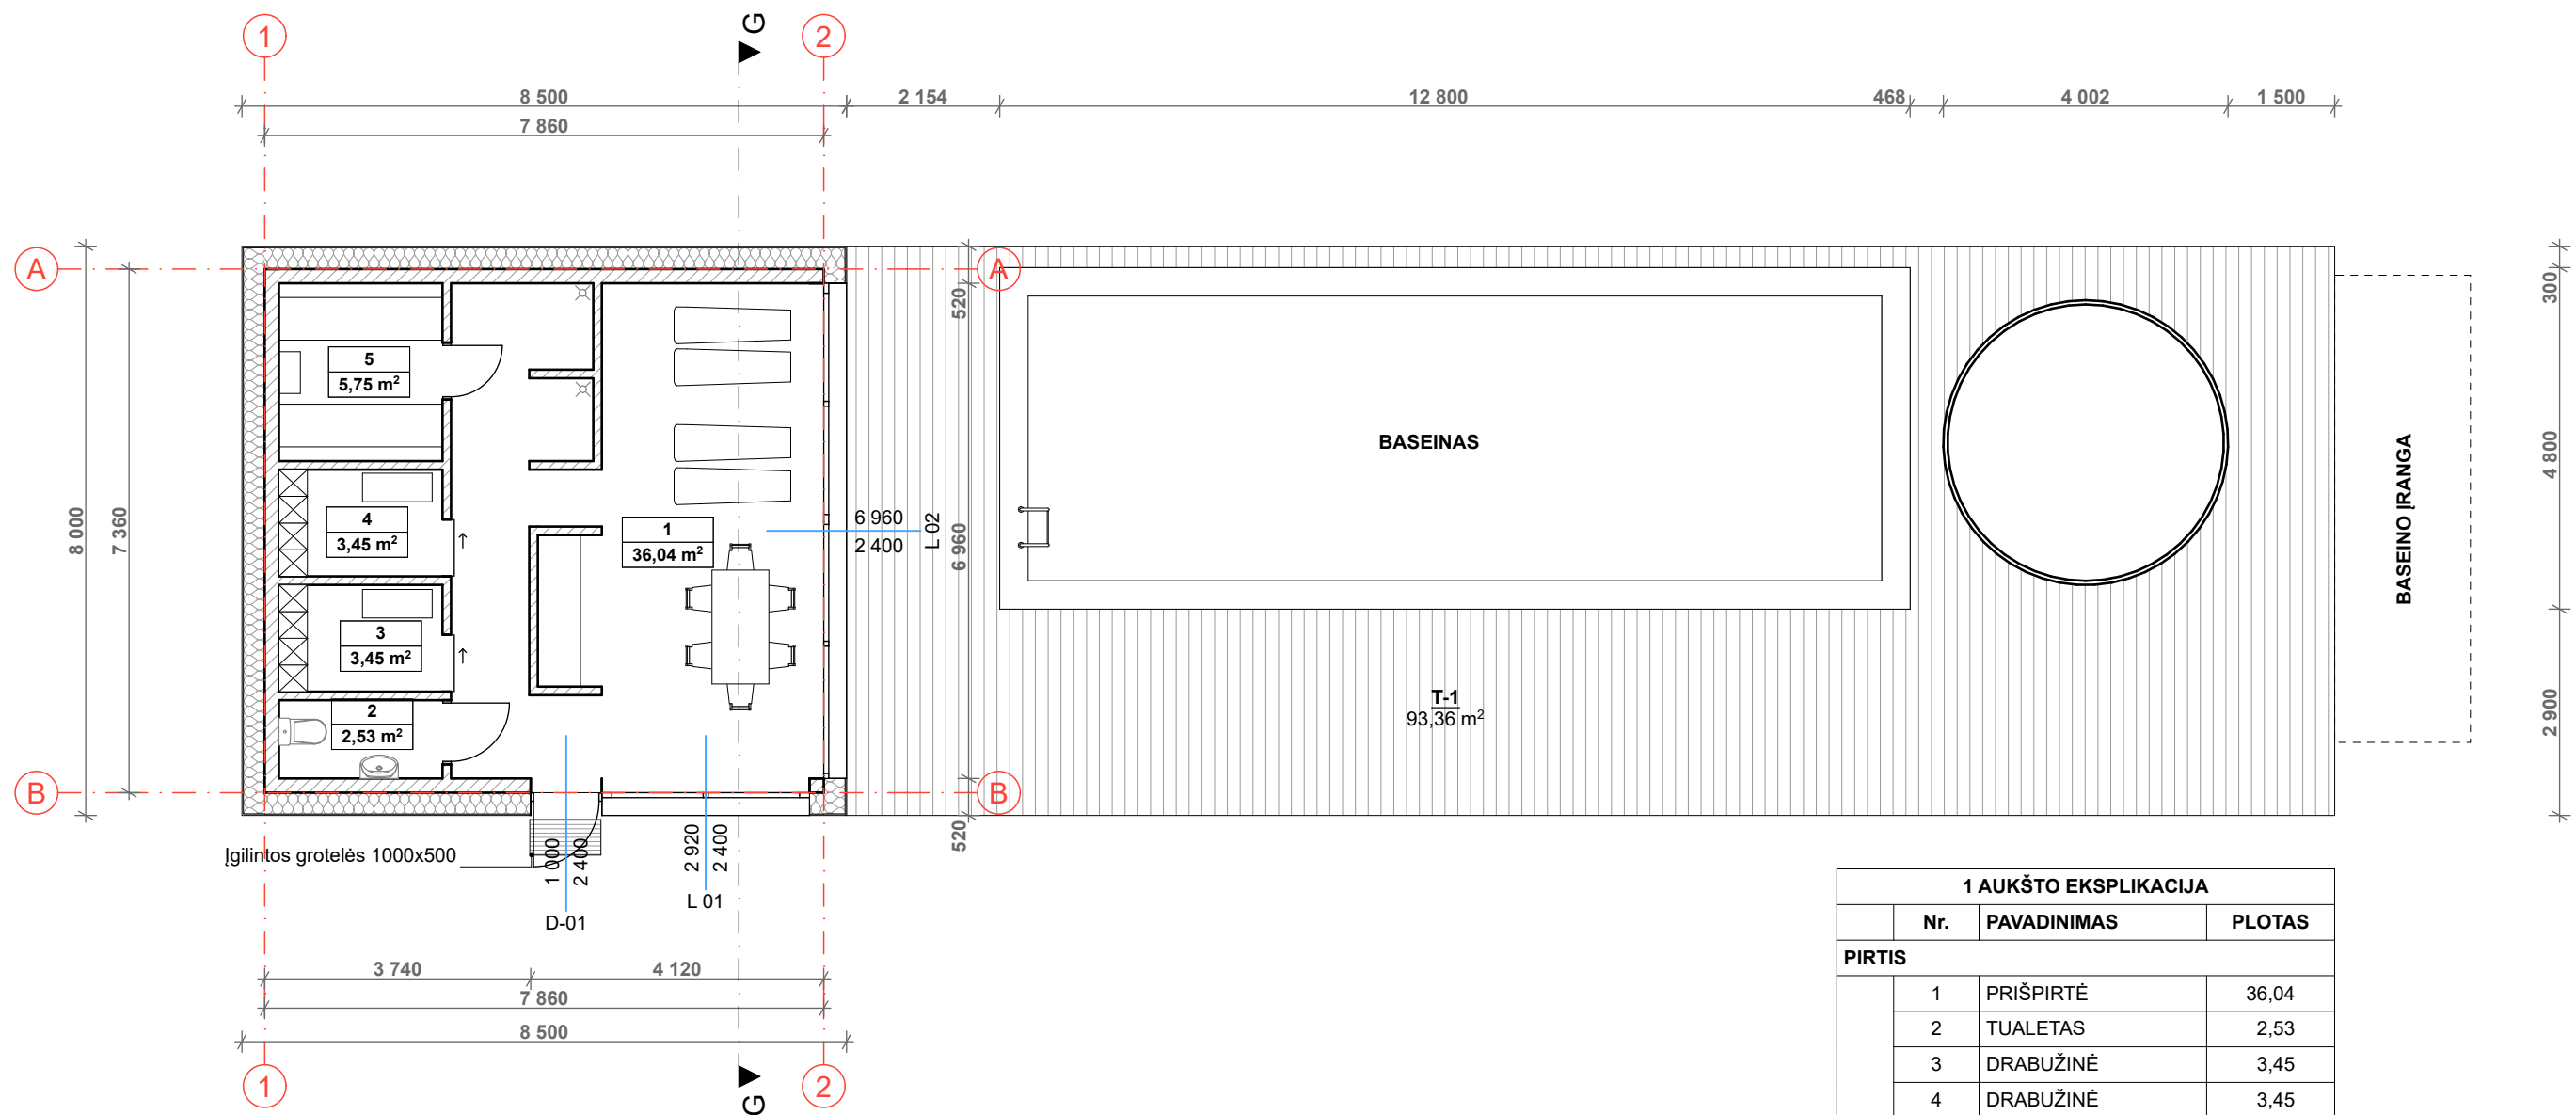 1
2
G
8 500
2 154
12 800
468
4 002
1 500
7 860
A
A
520
300
5
5,75 m²
BASEINAS
4 800
BASEINO ĮRANGA
8 000
7 360
4
3,45 m²
1
36,04 m²
6 960
2 400
L 02
6 960
3
3,45 m²
T-1
93,36 m²
2
2,53 m²
2 900
B
B
520
Įgilintos grotelės 1000x500
1 000
2 400
2 920
2 400
L 01
D-01
3 740
4 120
7 860
8 500
1
2
G
1 AUKŠTO EKSPLIKACIJA
Nr. PAVADINIMAS PLOTAS
PIRTIS
1 PRIŠPIRTĖ 36,04
2 TUALETAS 2,53
3 DRABUŽINĖ 3,45
4 DRABUŽINĖ 3,45